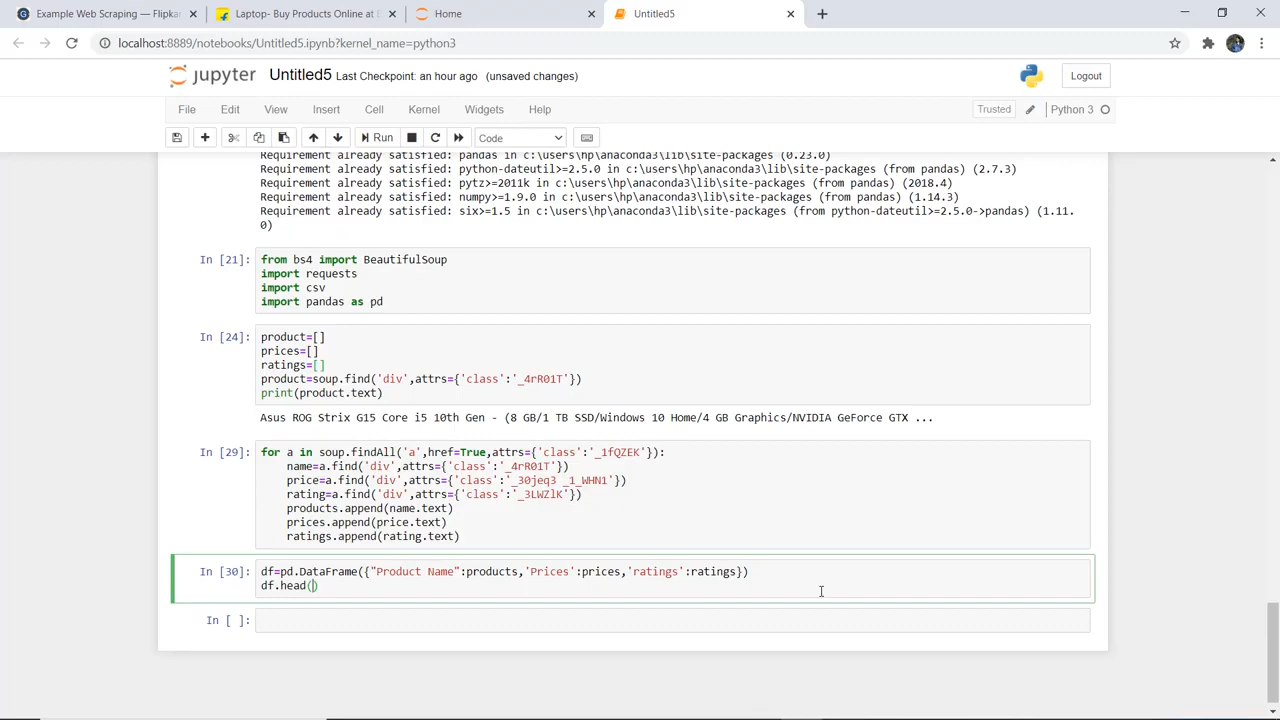 Example Web Scraping — Flipka
Laptop- Buy Products Online at B
Home
Untitled5
localhost:8889/notebooks/Untitled5.ipynb?kernel_name=python3
jupyter Untitled5 Last Checkpoint: an hour ago (unsaved changes)
Logout
File Edit View Insert Cell Kernel Widgets Help
Trusted
Python 3
Run
Code
Requirement already satisfied: pandas in c:\users\hp\anaconda3\lib\site-packages (0.23.0)
Requirement already satisfied: python-dateutil>=2.5.0 in c:\users\hp\anaconda3\lib\site-packages (from pandas) (2.7.3)
Requirement already satisfied: pytz>=2011k in c:\users\hp\anaconda3\lib\site-packages (from pandas) (2018.4)
Requirement already satisfied: numpy>=1.9.0 in c:\users\hp\anaconda3\lib\site-packages (from pandas) (1.14.3)
Requirement already satisfied: six>=1.5 in c:\users\hp\anaconda3\lib\site-packages (from python-dateutil>=2.5.0->pandas) (1.11.
0)
In [21]: from bs4 import BeautifulSoup
import requests
import csv
import pandas as pd
In [24]: product=[]
prices=[]
ratings=[]
product=soup.find('div',attrs={'class':'_4rR01T'})
print(product.text)
Asus ROG Strix G15 Core i5 10th Gen - (8 GB/1 TB SSD/Windows 10 Home/4 GB Graphics/NVIDIA GeForce GTX ...
In [29]: for a in soup.findAll('a',href=True,attrs={'class':'_1fQZEK'}):
name=a.find('div',attrs={'class':'_4rR01T'})
price=a.find('div',attrs={'class':'_30jeq3 _1_WHN1'})
rating=a.find('div',attrs={'class':'_3LWZlK'})
products.append(name.text)
prices.append(price.text)
ratings.append(rating.text)
In [30]: df=pd.DataFrame({"Product Name":products,'Prices':prices,'ratings':ratings})
df.head()
In [ ]: